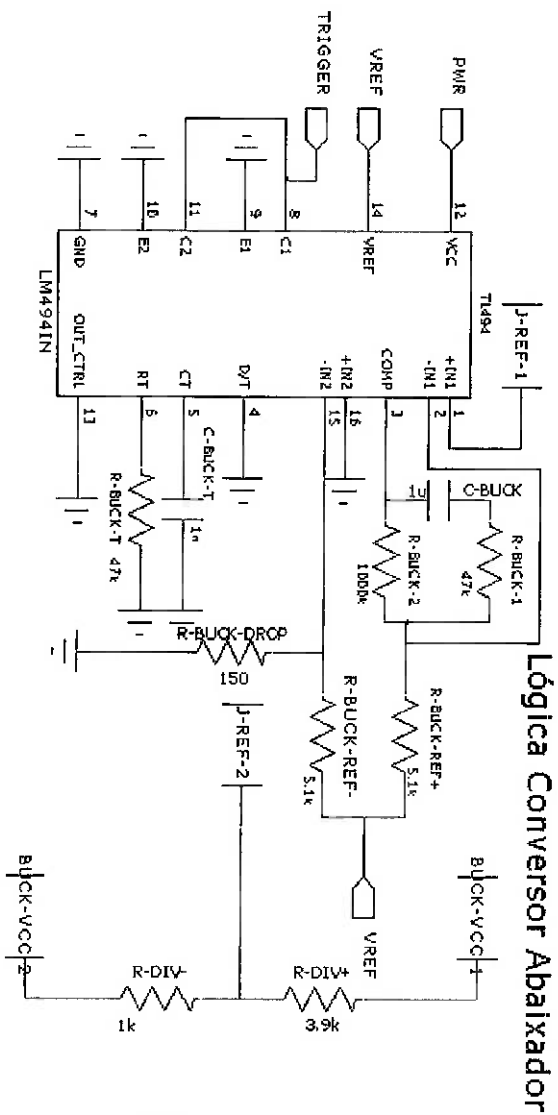 Lógica Conversor Abaixador
PWR
VREF
TRIGGER
12
14
8
9
11
10
7
VCC
VREF
C1
E1
C2
E2
GND
TL494
LM494IN
+IN1
-IN1
COMP
+IN2
-IN2
D/T
CT
RT
OUT_CTRL
1
2
3
16
15
4
5
6
13
J-REF-1
C-BUCK
1u
R-BUCK-1
47k
R-BUCK-2
1000k
C-BUCK-T
1n
R-BUCK-T
47k
R-BUCK-DROP
150
R-BUCK-REF+
5.1k
R-BUCK-REF-
5.1k
VREF
J-REF-2
BUCK-VCC 1
R-DIV+
3.9k
R-DIV-
1k
BUCK-VCC 2